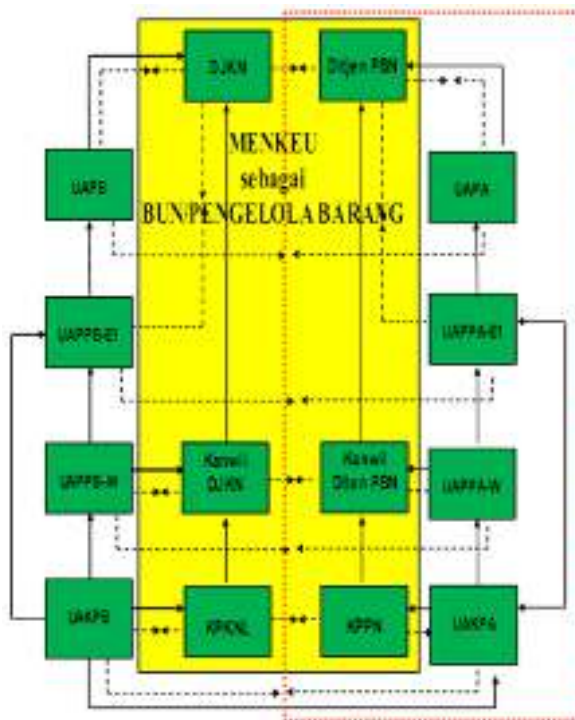 DJKN
Ditjen PBN
MENKEU
sebagai
BUN/PENGELOLA BARANG
UAPB
UAPA
UAPPB-E1
UAPPA-E1
UAPPB-W
Kanwil
DJKN
Kanwil
Ditjen PBN
UAPPA-W
UAKPB
KPKNL
KPPN
UAKPA